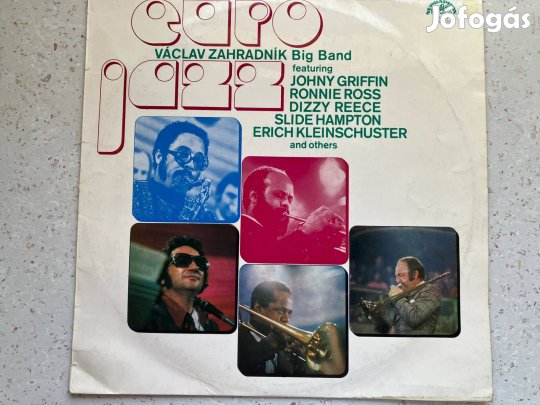 euro
VÁCLAV ZAHRADNÍK Big Band
jazz
featuring
JOHNY GRIFFIN
RONNIE ROSS
DIZZY REECE
SLIDE HAMPTON
ERICH KLEINSCHUSTER
and others
Jófogás